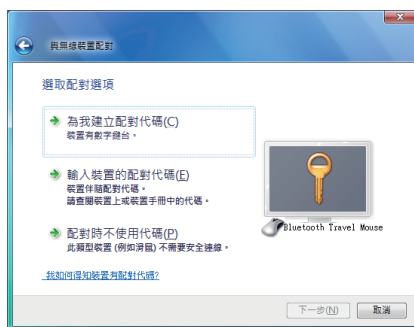 與無線裝置配對
選取配對選項
為我建立配對代碼(C)
裝置有數字鍵台。
輸入裝置的配對代碼(E)
裝置伴隨配對代碼。
請查閱裝置上或裝置手冊中的代碼。
配對時不使用代碼(P)
此類型裝置 (例如滑鼠) 不需要安全連線。
Bluetooth Travel Mouse
我如何得知裝置有配對代碼?
下一步(N)
取消